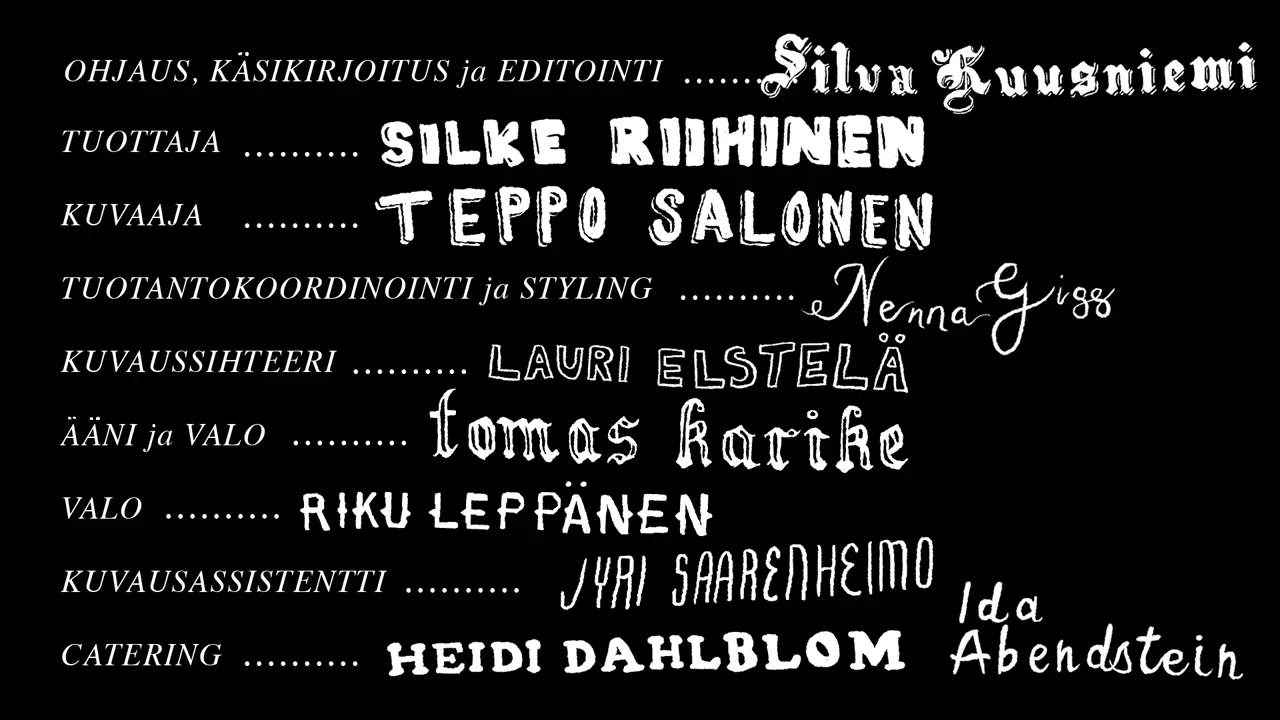 OHJAUS, KÄSIKIRJOITUS ja EDITOINTI ....... Silva Kuusniemi
TUOTTAJA .......... SILKE RIIHINEN
KUVAAJA .......... TEPPO SALONEN
TUOTANTOKOORDINOINTI ja STYLING .......... Nenna Gigg
KUVAUSSIHTEERI .......... LAURI ELSTELÄ
ÄÄNI ja VALO .......... tomas karike
VALO .......... RIKU LEPPÄNEN
KUVAUSASSISTENTTI .......... JYRI SAARENHEIMO
CATERING .......... HEIDI DAHLBLOM Ida Abendstein